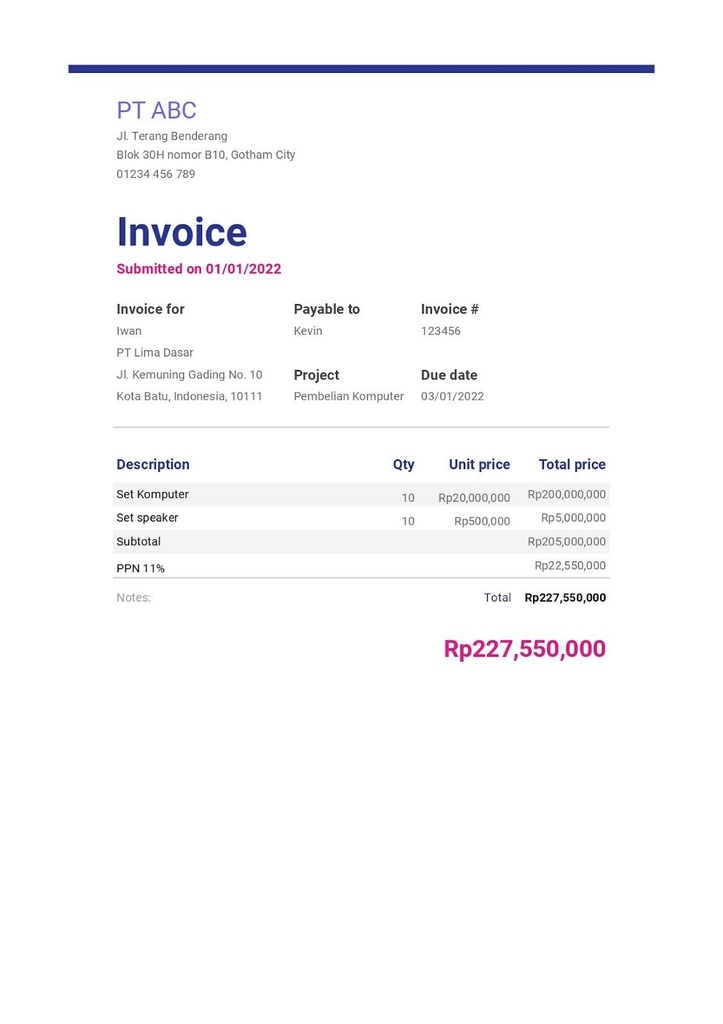 PT ABC
Jl. Terang Benderang
Blok 30H nomor B10, Gotham City
01234 456 789
Invoice
Submitted on 01/01/2022
Invoice for Payable to Invoice #
Iwan Kevin 123456
PT Lima Dasar
Jl. Kemuning Gading No. 10 Project Due date
Kota Batu, Indonesia, 10111 Pembelian Komputer 03/01/2022
Description Qty Unit price Total price
Set Komputer 10 Rp20,000,000 Rp200,000,000
Set speaker 10 Rp500,000 Rp5,000,000
Subtotal Rp205,000,000
PPN 11% Rp22,550,000
Notes: Total Rp227,550,000
Rp227,550,000